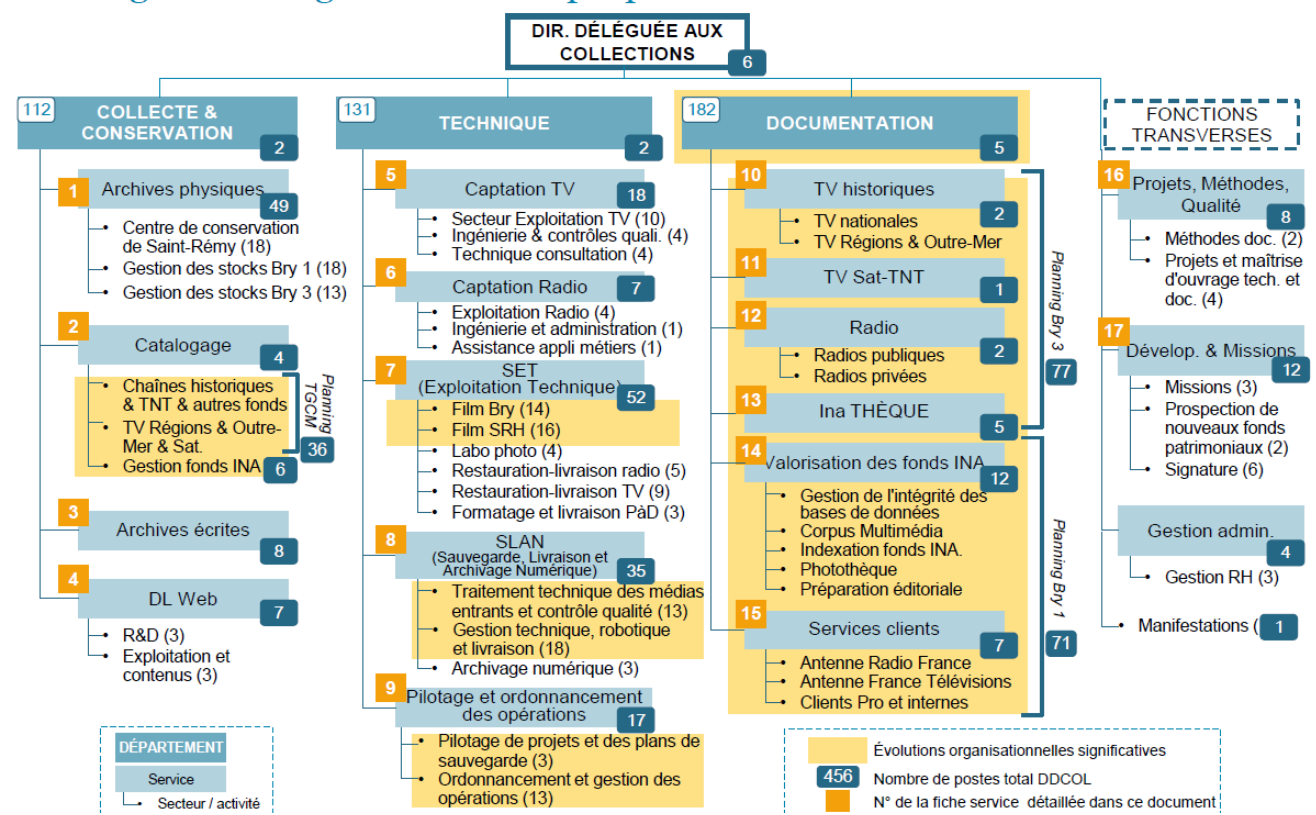 DIR. DÉLÉGUÉE AUX
COLLECTIONS
6
112
COLLECTE &
CONSERVATION
2
1
Archives physiques
49
• Centre de conservation
de Saint-Rémy (18)
• Gestion des stocks Bry 1 (18)
• Gestion des stocks Bry 3 (13)
2
Catalogage
4
• Chaînes historiques
& TNT & autres fonds
• TV Régions & Outre-
Mer & Sat.
• Gestion fonds INA
6
Planning
TGCM
36
3
Archives écrites
8
4
DL Web
7
• R&D (3)
• Exploitation et
contenus (3)
131
TECHNIQUE
2
5
Captation TV
18
• Secteur Exploitation TV (10)
• Ingénierie & contrôles quali. (4)
• Technique consultation (4)
6
Captation Radio
7
• Exploitation Radio (4)
• Ingénierie et administration (1)
• Assistance appli métiers (1)
7
SET
(Exploitation Technique)
52
• Film Bry (14)
• Film SRH (16)
• Labo photo (4)
• Restauration-livraison radio (5)
• Restauration-livraison TV (9)
• Formatage et livraison PàD (3)
8
SLAN
(Sauvegarde, Livraison et
Archivage Numérique)
35
• Traitement technique des médias
entrants et contrôle qualité (13)
• Gestion technique, robotique
et livraison (18)
• Archivage numérique (3)
9
Pilotage et ordonnancement
des opérations
17
• Pilotage de projets et des plans de
sauvegarde (3)
• Ordonnancement et gestion des
opérations (13)
182
DOCUMENTATION
5
10
TV historiques
2
• TV nationales
• TV Régions & Outre-Mer
11
TV Sat-TNT
1
12
Radio
2
• Radios publiques
• Radios privées
13
Ina THÈQUE
5
Planning Bry 3
77
14
Valorisation des fonds INA
12
• Gestion de l'intégrité des
bases de données
• Corpus Multimédia
• Indexation fonds INA.
• Photothèque
• Préparation éditoriale
15
Services clients
7
• Antenne Radio France
• Antenne France Télévisions
• Clients Pro et internes
Planning Bry 1
71
FONCTIONS
TRANSVERSES
16
Projets, Méthodes,
Qualité
8
• Méthodes doc. (2)
• Projets et maîtrise
d'ouvrage tech. et
doc. (4)
17
Dévelop. & Missions
12
• Missions (3)
• Prospection de
nouveaux fonds
patrimoniaux (2)
• Signature (6)
Gestion admin.
4
• Gestion RH (3)
• Manifestations (
1
DÉPARTEMENT
Service
• Secteur / activité
Évolutions organisationnelles significatives
456
Nombre de postes total DDCOL
N° de la fiche service détaillée dans ce document